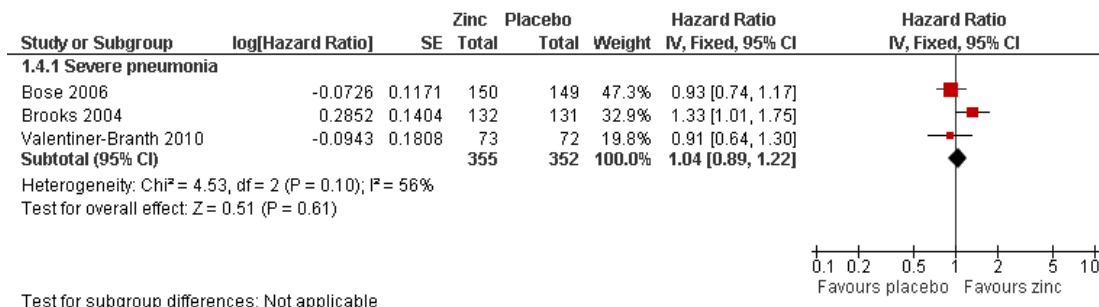 Zinc Placebo Hazard Ratio Hazard Ratio
Study or Subgroup log[Hazard Ratio] SE Total Total Weight IV, Fixed, 95% CI IV, Fixed, 95% CI
1.4.1 Severe pneumonia
Bose 2006 -0.0726 0.1171 150 149 47.3% 0.93 [0.74, 1.17]
Brooks 2004 0.2852 0.1404 132 131 32.9% 1.33 [1.01, 1.75]
Valentiner-Branth 2010 -0.0943 0.1808 73 72 19.8% 0.91 [0.64, 1.30]
Subtotal (95% CI) 355 352 100.0% 1.04 [0.89, 1.22]
Heterogeneity: Chi² = 4.53, df = 2 (P = 0.10); I² = 56%
Test for overall effect: Z = 0.51 (P = 0.61)
0.1 0.2 0.5 1 2 5 10
Favours placebo Favours zinc
Test for subgroup differences: Not applicable